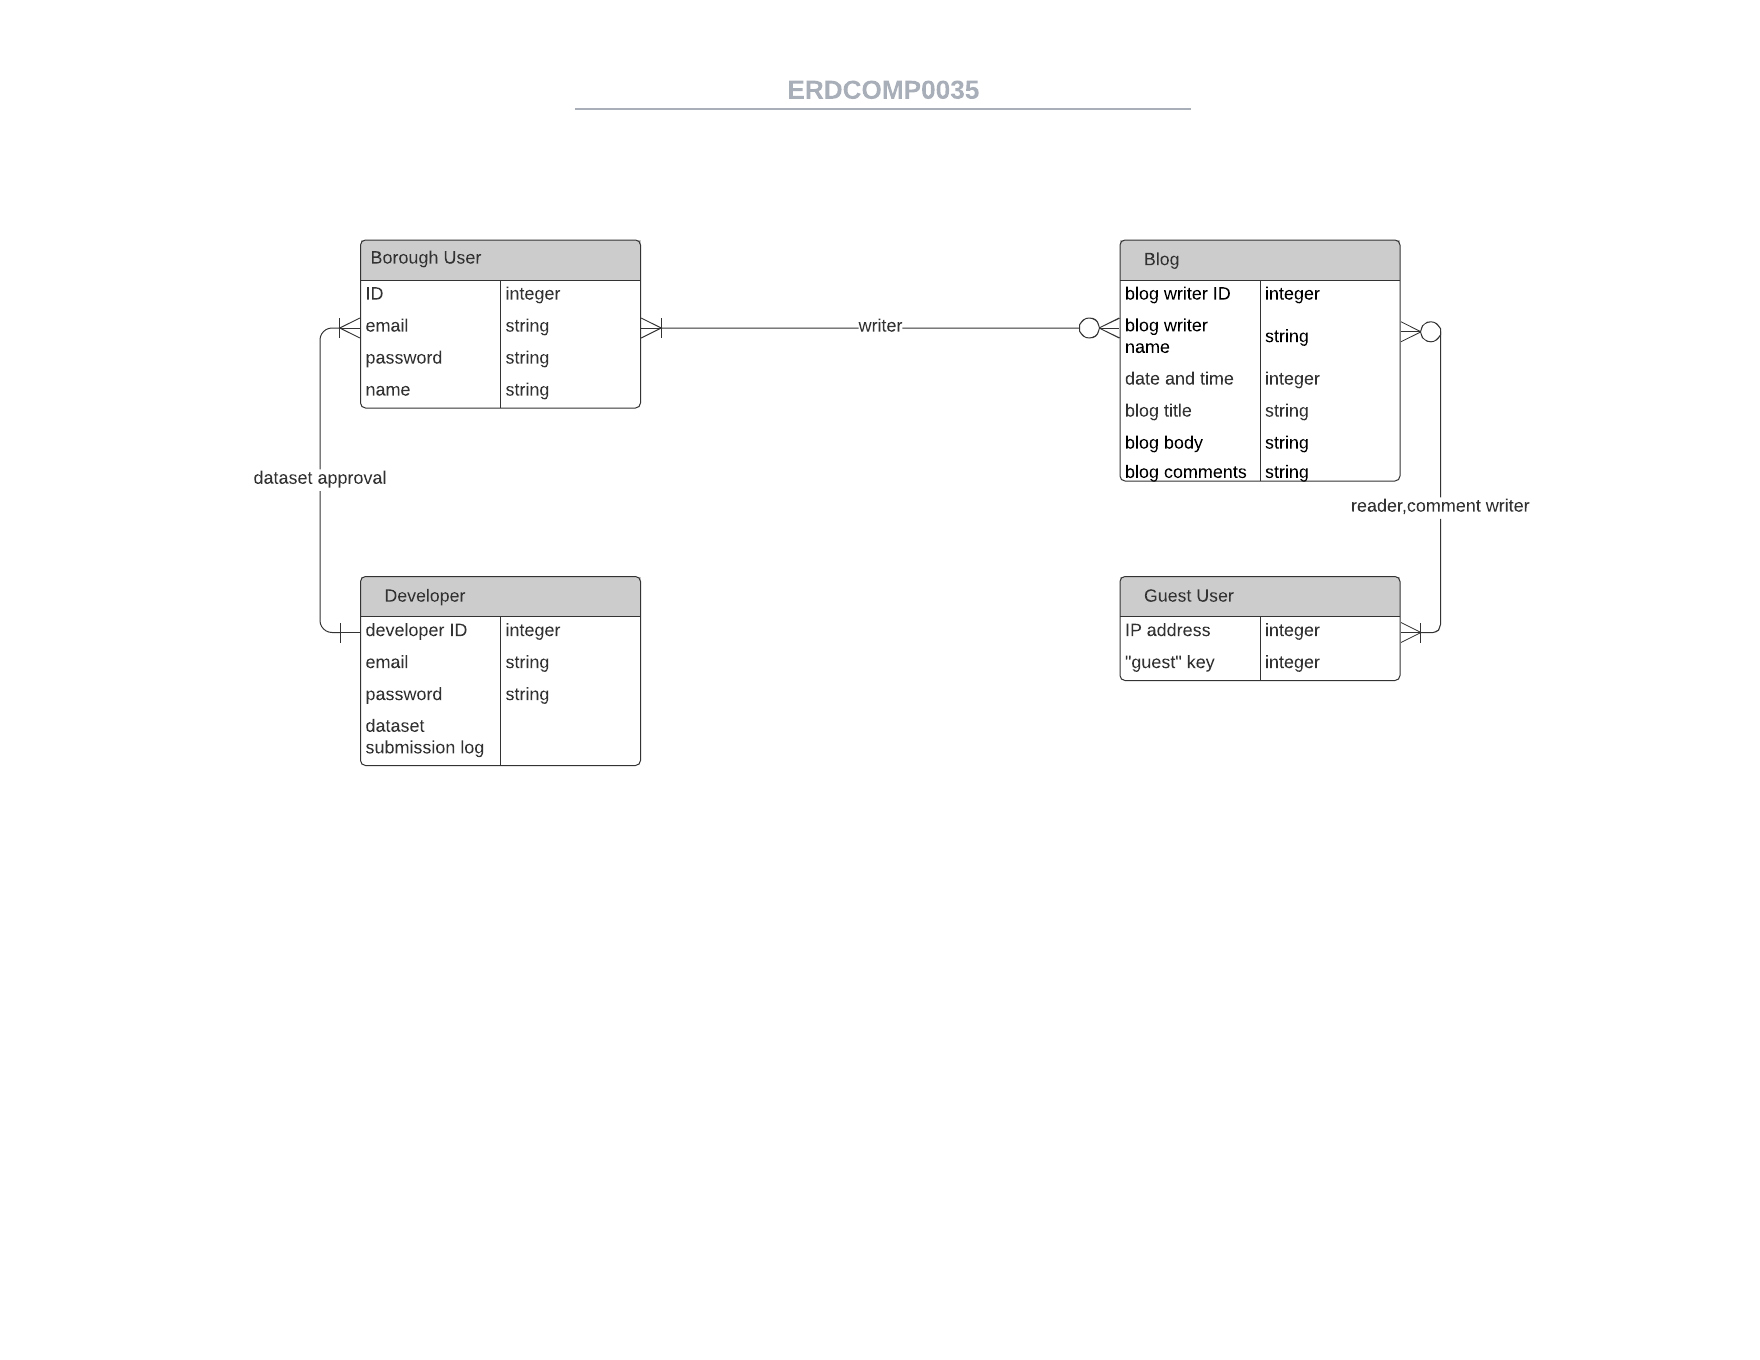 ERDCOMP0035
Borough User
ID integer
email string
password string
name string
writer
Blog
blog writer ID integer
blog writer
name
string
date and time integer
blog title string
blog body string
blog comments string
dataset approval
reader,comment writer
Developer
developer ID integer
email string
password string
dataset
submission log
Guest User
IP address integer
"guest" key integer